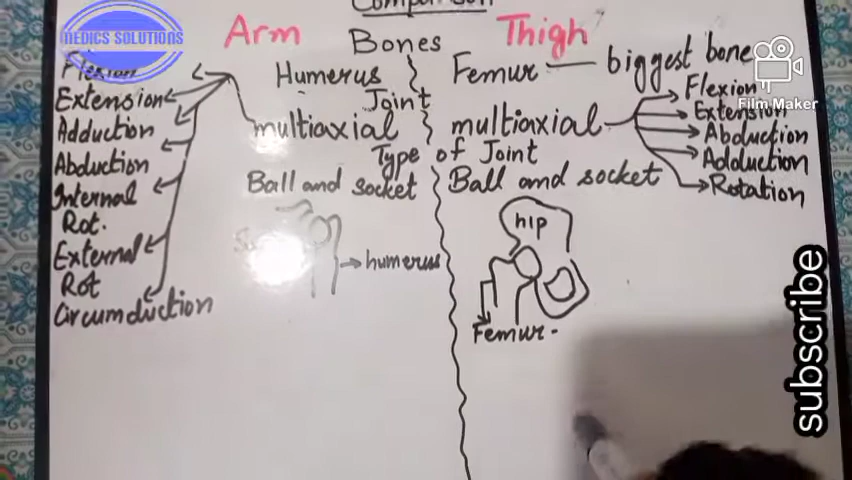 Comparison
MEDICS SOLUTIONS
Arm
Thigh
Bones
Humerus
Femur — biggest bone
Joint
multiaxial
multiaxial
Type of Joint
Ball and socket
Ball and socket
Flexion
Extension
Adduction
Abduction
Internal
Rot.
External
Rot
Circumduction
Flexion
Extension
Abduction
Adduction
Rotation
humerus
hip
Femur
Film Maker
subscribe